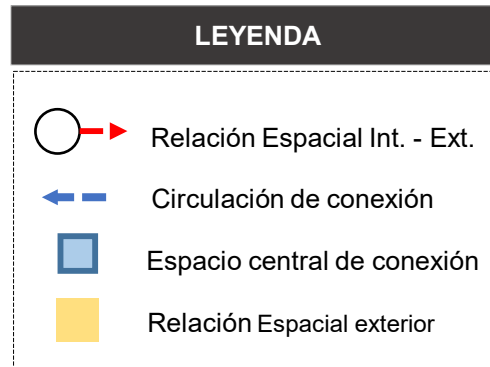 LEYENDA
Relación Espacial Int. - Ext.
Circulación de conexión
Espacio central de conexión
Relación Espacial exterior